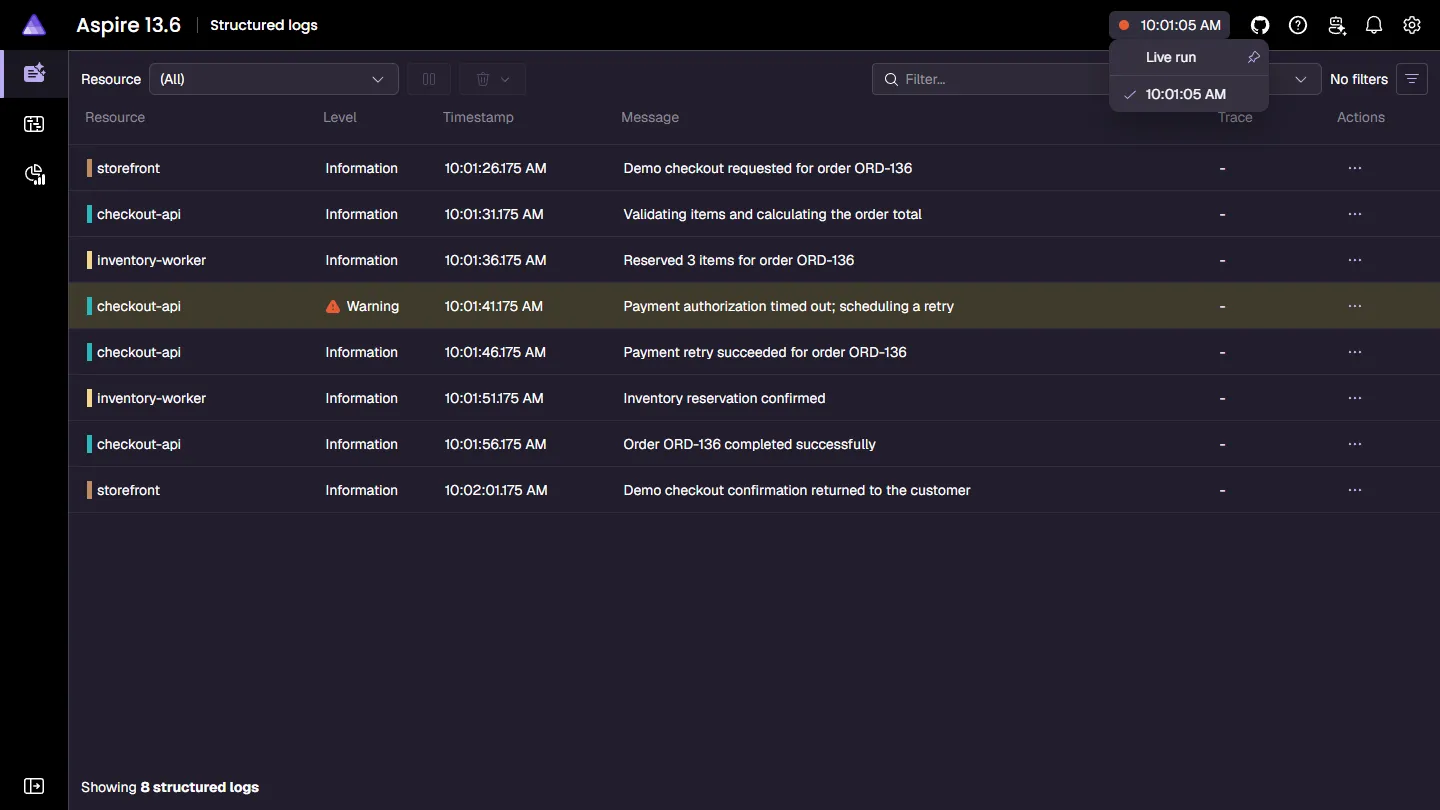 Aspire 13.6 Structured logs 10:01:05 AM
Live run
10:01:05 AM
Resource (All) Filter... No filters
Resource Level Timestamp Message Trace Actions
storefront Information 10:01:26.175 AM Demo checkout requested for order ORD-136 - ...
checkout-api Information 10:01:31.175 AM Validating items and calculating the order total - ...
inventory-worker Information 10:01:36.175 AM Reserved 3 items for order ORD-136 - ...
checkout-api Warning 10:01:41.175 AM Payment authorization timed out; scheduling a retry - ...
checkout-api Information 10:01:46.175 AM Payment retry succeeded for order ORD-136 - ...
inventory-worker Information 10:01:51.175 AM Inventory reservation confirmed - ...
checkout-api Information 10:01:56.175 AM Order ORD-136 completed successfully - ...
storefront Information 10:02:01.175 AM Demo checkout confirmation returned to the customer - ...
Showing 8 structured logs